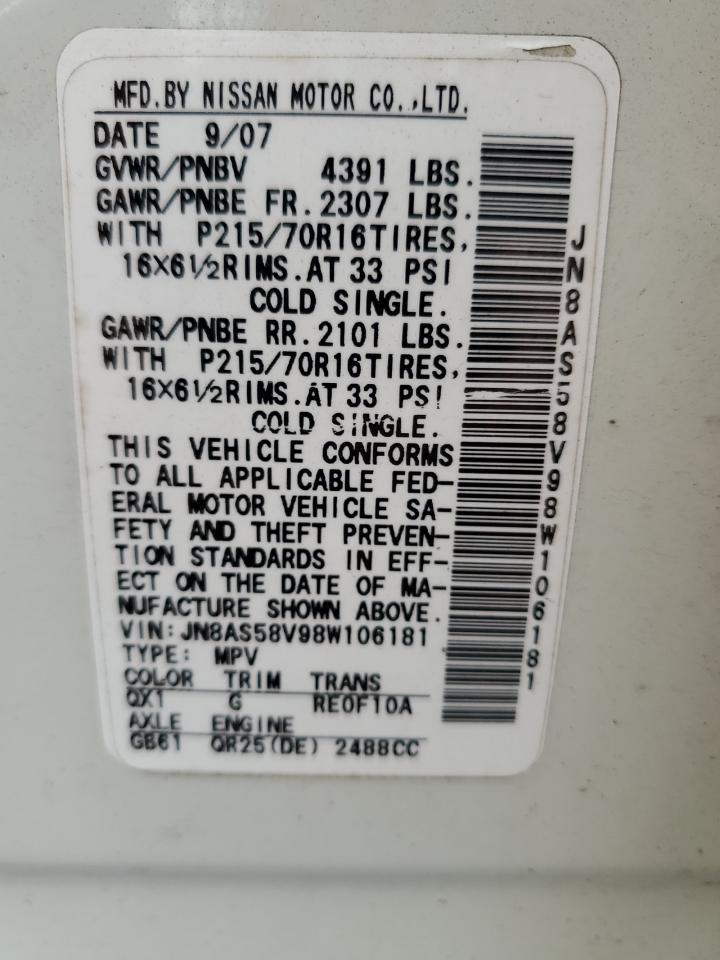 MFD.BY NISSAN MOTOR CO.,LTD.
DATE 9/07
GVWR/PNBV 4391 LBS.
GAWR/PNBE FR.2307 LBS.
WITH P215/70R16TIRES,
16X6½RIMS.AT 33 PSI
COLD SINGLE.
GAWR/PNBE RR.2101 LBS.
WITH P215/70R16TIRES,
16X6½RIMS.AT 33 PSI
COLD SINGLE.
THIS VEHICLE CONFORMS
TO ALL APPLICABLE FED-
ERAL MOTOR VEHICLE SA-
FETY AND THEFT PREVEN-
TION STANDARDS IN EFF-
ECT ON THE DATE OF MA-
NUFACTURE SHOWN ABOVE.
VIN:JN8AS58V98W106181
TYPE: MPV
COLOR TRIM TRANS
QX1 G RE0F10A
AXLE ENGINE
GB61 QR25(DE) 2488CC
JN8AS58V98W106181